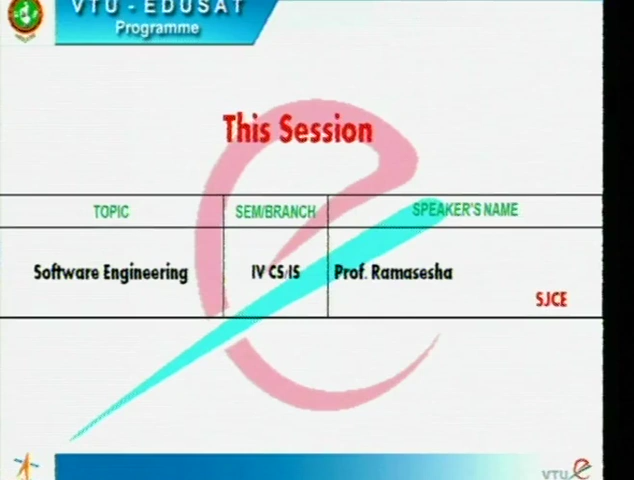 VTU - EDUSAT
Programme
This Session
TOPIC SEM/BRANCH SPEAKER'S NAME
Software Engineering IV CS/IS Prof. Ramasesha
SJCE
VTU e